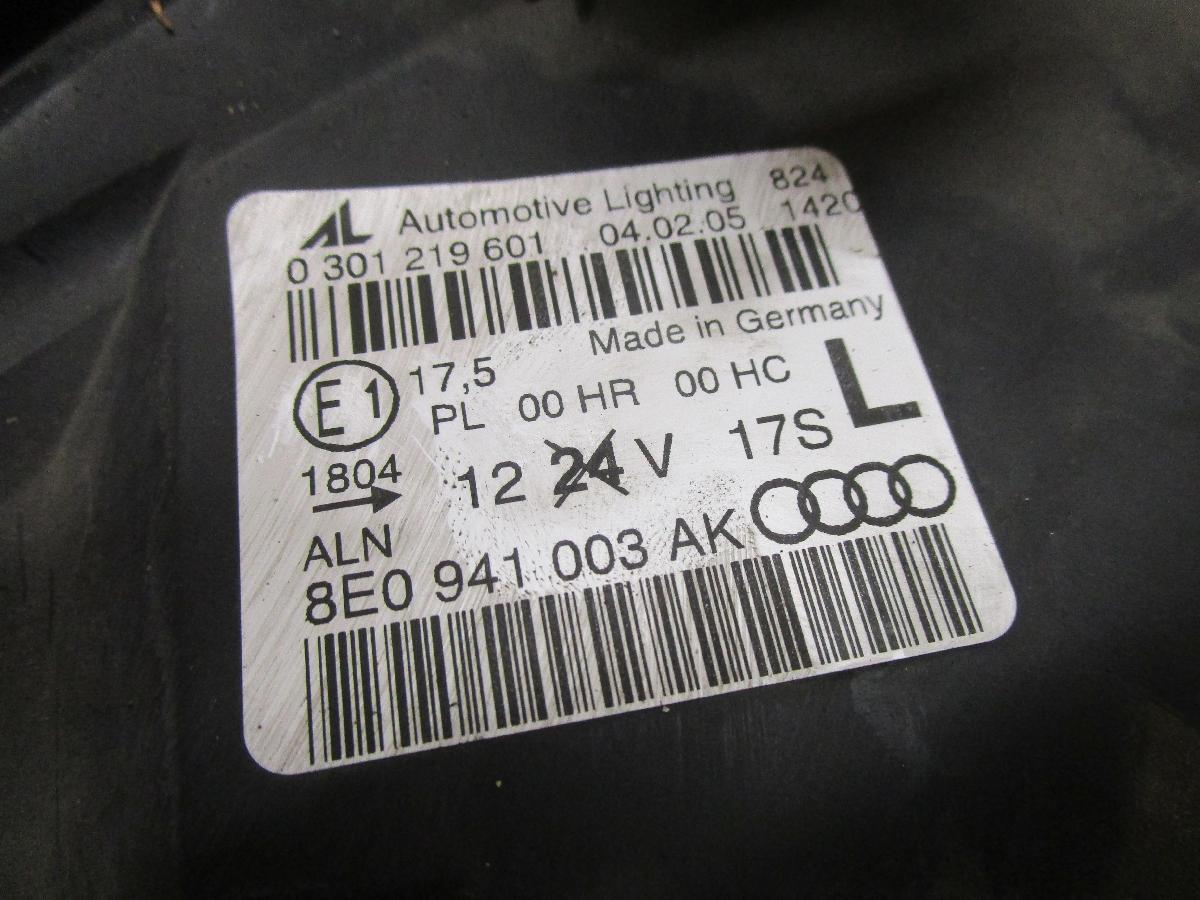 AL Automotive Lighting 824
0 301 219 601 04.02.05 1420
Made in Germany
E1 17,5
PL 00 HR 00 HC L
1804 12 24 V 17S
ALN
8E0 941 003 AK